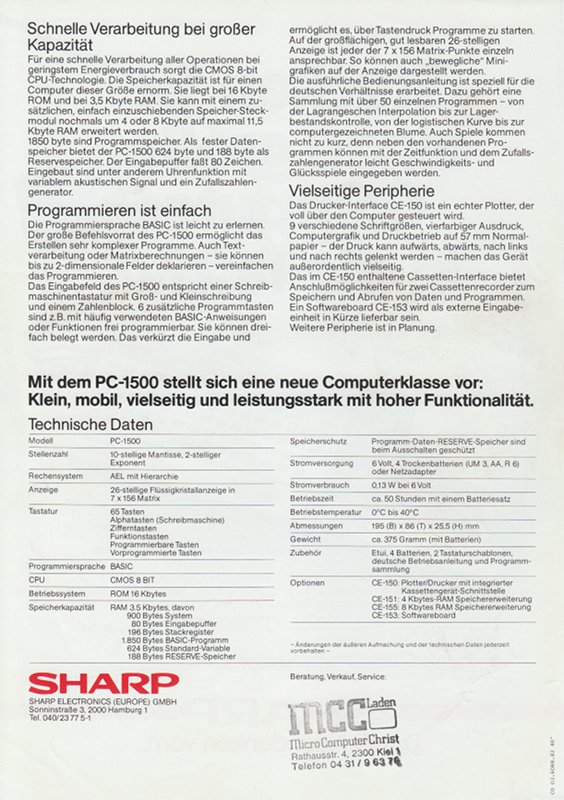 Schnelle Verarbeitung bei großer
Kapazität
Für eine schnelle Verarbeitung aller Operationen bei
geringstem Energieverbrauch sorgt die CMOS 8-bit
CPU-Technologie. Die Speicherkapazität ist für einen
Computer dieser Größe enorm. Sie liegt bei 16 Kbyte
ROM und bei 3,5 Kbyte RAM. Sie kann mit einem zu-
sätzlichen, einfach einzuschiebenden Speicher-Steck-
modul nochmals um 4 oder 8 Kbyte auf maximal 11,5
Kbyte RAM erweitert werden.
1850 byte sind Programmspeicher. Als fester Daten-
speicher bietet der PC-1500 624 byte und 188 byte als
Reservespeicher. Der Eingabepuffer faßt 80 Zeichen.
Eingebaut sind unter anderem Uhrenfunktion mit
variablem akustischen Signal und ein Zufallszahlen-
generator.
Programmieren ist einfach
Die Programmiersprache BASIC ist leicht zu erlernen.
Der große Befehlsvorrat des PC-1500 ermöglicht das
Erstellen sehr komplexer Programme. Auch Text-
verarbeitung oder Matrixberechnungen – sie können
bis zu 2-dimensionale Felder deklarieren – vereinfachen
das Programmieren.
Das Eingabefeld des PC-1500 entspricht einer Schreib-
maschinentastatur mit Groß- und Kleinschreibung
und einem Zahlenblock. 6 zusätzliche Programmtasten
sind z.B. mit häufig verwendeten BASIC-Anweisungen
oder Funktionen frei programmierbar. Sie können drei-
fach belegt werden. Das verkürzt die Eingabe und
ermöglicht es, über Tastendruck Programme zu starten.
Auf der großflächigen, gut lesbaren 26-stelligen
Anzeige ist jeder der 7 x 156 Matrix-Punkte einzeln
ansprechbar. So können auch „bewegliche" Mini-
grafiken auf der Anzeige dargestellt werden.
Die ausführliche Bedienungsanleitung ist speziell für die
deutschen Verhältnisse erarbeitet. Dazu gehört eine
Sammlung mit über 50 einzelnen Programmen – von
der Lagrangeschen Interpolation bis zur Lager-
bestandskontrolle, von der logistischen Kurve bis zur
computergezeichneten Blume. Auch Spiele kommen
nicht zu kurz, denn neben den vorhandenen Pro-
grammen können mit der Zeitfunktion und dem Zufalls-
zahlengenerator leicht Geschwindigkeits- und
Glücksspiele eingegeben werden.
Vielseitige Peripherie
Das Drucker-Interface CE-150 ist ein echter Plotter, der
voll über den Computer gesteuert wird.
9 verschiedene Schriftgrößen, vierfarbiger Ausdruck,
Computergrafik und Druckbetrieb auf 57 mm Normal-
papier – der Druck kann aufwärts, abwärts, nach links
und nach rechts gelenkt werden – machen das Gerät
außerordentlich vielseitig.
Das im CE-150 enthaltene Cassetten-Interface bietet
Anschlußmöglichkeiten für zwei Cassettenrecorder zum
Speichern und Abrufen von Daten und Programmen.
Ein Softwareboard CE-153 wird als externe Eingabe-
einheit in Kürze lieferbar sein.
Weitere Peripherie ist in Planung.
Mit dem PC-1500 stellt sich eine neue Computerklasse vor:
Klein, mobil, vielseitig und leistungsstark mit hoher Funktionalität.
Technische Daten
Modell PC-1500
Stellenzahl 10-stellige Mantisse, 2-stelliger
Exponent
Rechensystem AEL mit Hierarchie
Anzeige 26-stellige Flüssigkristallanzeige in
7 x 156 Matrix
Tastatur 65 Tasten
Alphatasten (Schreibmaschine)
Zifferntasten
Funktionstasten
Programmierbare Tasten
Vorprogrammierte Tasten
Programmiersprache BASIC
CPU CMOS 8 BIT
Betriebssystem ROM 16 Kbytes
Speicherkapazität RAM 3.5 Kbytes, davon
900 Bytes System
80 Bytes Eingabepuffer
196 Bytes Stackregister
1.850 Bytes BASIC-Programm
624 Bytes Standard-Variable
188 Bytes RESERVE-Speicher
Speicherschutz Programm-Daten-RESERVE-Speicher sind
beim Ausschalten geschützt
Stromversorgung 6 Volt, 4 Trockenbatterien (UM 3, AA, R 6)
oder Netzadapter
Stromverbrauch 0,13 W bei 6 Volt
Betriebszeit ca. 50 Stunden mit einem Batteriesatz
Betriebstemperatur 0°C bis 40°C
Abmessungen 195 (B) x 86 (T) x 25,5 (H) mm
Gewicht ca. 375 Gramm (mit Batterien)
Zubehör Etui, 4 Batterien, 2 Tastaturschablonen,
deutsche Betriebsanleitung und Programm-
sammlung
Optionen CE-150: Plotter/Drucker mit integrierter
Kassettengerät-Schnittstelle
CE-151: 4 Kbytes-RAM Speichererweiterung
CE-155: 8 Kbytes RAM Speichererweiterung
CE-153: Softwareboard
– Änderungen der äußeren Aufmachung und der technischen Daten jederzeit
vorbehalten –
SHARP
SHARP ELECTRONICS (EUROPE) GMBH
Sonninstraße 3, 2000 Hamburg 1
Tel. 040/23 77 5-1
Beratung, Verkauf, Service:
MCC Laden
MicroComputer Christ
Rathausstr. 4, 2300 Kiel 1
Telefon 04 31 / 9 63 76